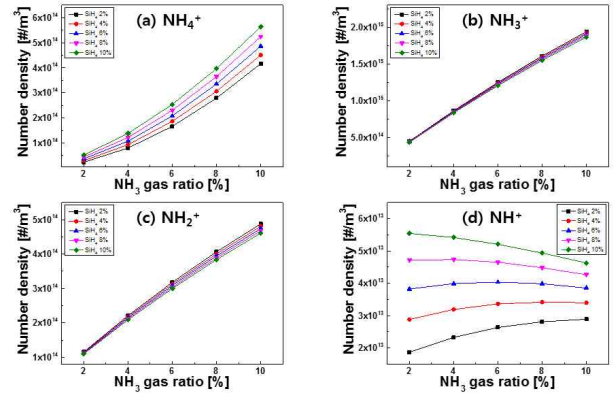 (a) NH₄⁺
SiH₄ 2%
SiH₄ 4%
SiH₄ 6%
SiH₄ 8%
SiH₄ 10%
6x10¹⁴
5x10¹⁴
4x10¹⁴
3x10¹⁴
2x10¹⁴
1x10¹⁴
Number density [#/m³]
2 4 6 8 10
NH₃ gas ratio [%]
(b) NH₃⁺
SiH₄ 2%
SiH₄ 4%
SiH₄ 6%
SiH₄ 8%
SiH₄ 10%
2.0x10¹⁵
1.5x10¹⁵
1.0x10¹⁵
5.0x10¹⁴
Number density [#/m³]
2 4 6 8 10
NH₃ gas ratio [%]
(c) NH₂⁺
SiH₄ 2%
SiH₄ 4%
SiH₄ 6%
SiH₄ 8%
SiH₄ 10%
5x10¹⁴
4x10¹⁴
3x10¹⁴
2x10¹⁴
1x10¹⁴
Number density [#/m³]
2 4 6 8 10
NH₃ gas ratio [%]
(d) NH⁺
SiH₄ 2%
SiH₄ 4%
SiH₄ 6%
SiH₄ 8%
SiH₄ 10%
6x10¹³
5x10¹³
4x10¹³
3x10¹³
2x10¹³
Number density [#/m³]
2 4 6 8 10
NH₃ gas ratio [%]